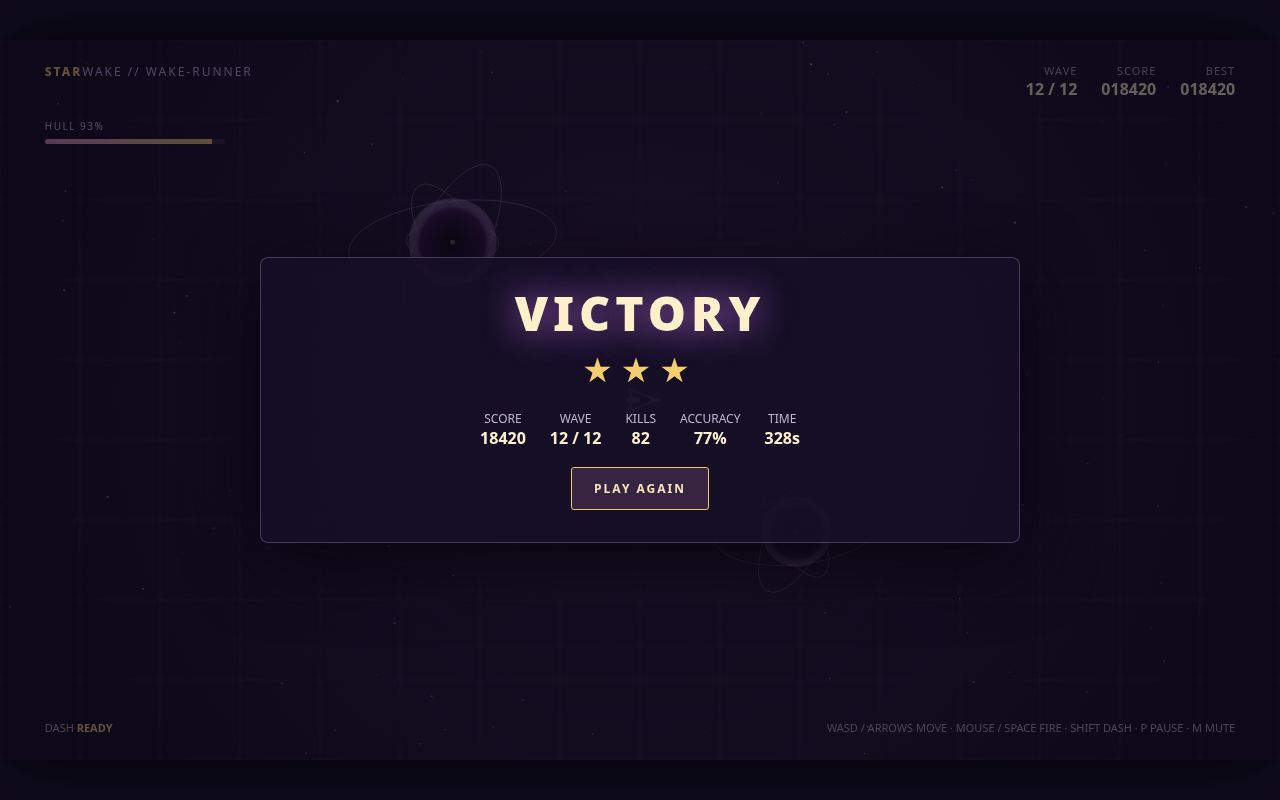 STARWAKE // WAKE-RUNNER
WAVE SCORE BEST
12 / 12 018420 018420
HULL 93%
VICTORY
★ ★ ★
SCORE WAVE KILLS ACCURACY TIME
18420 12 / 12 82 77% 328s
PLAY AGAIN
DASH READY
WASD / ARROWS MOVE · MOUSE / SPACE FIRE · SHIFT DASH · P PAUSE · M MUTE